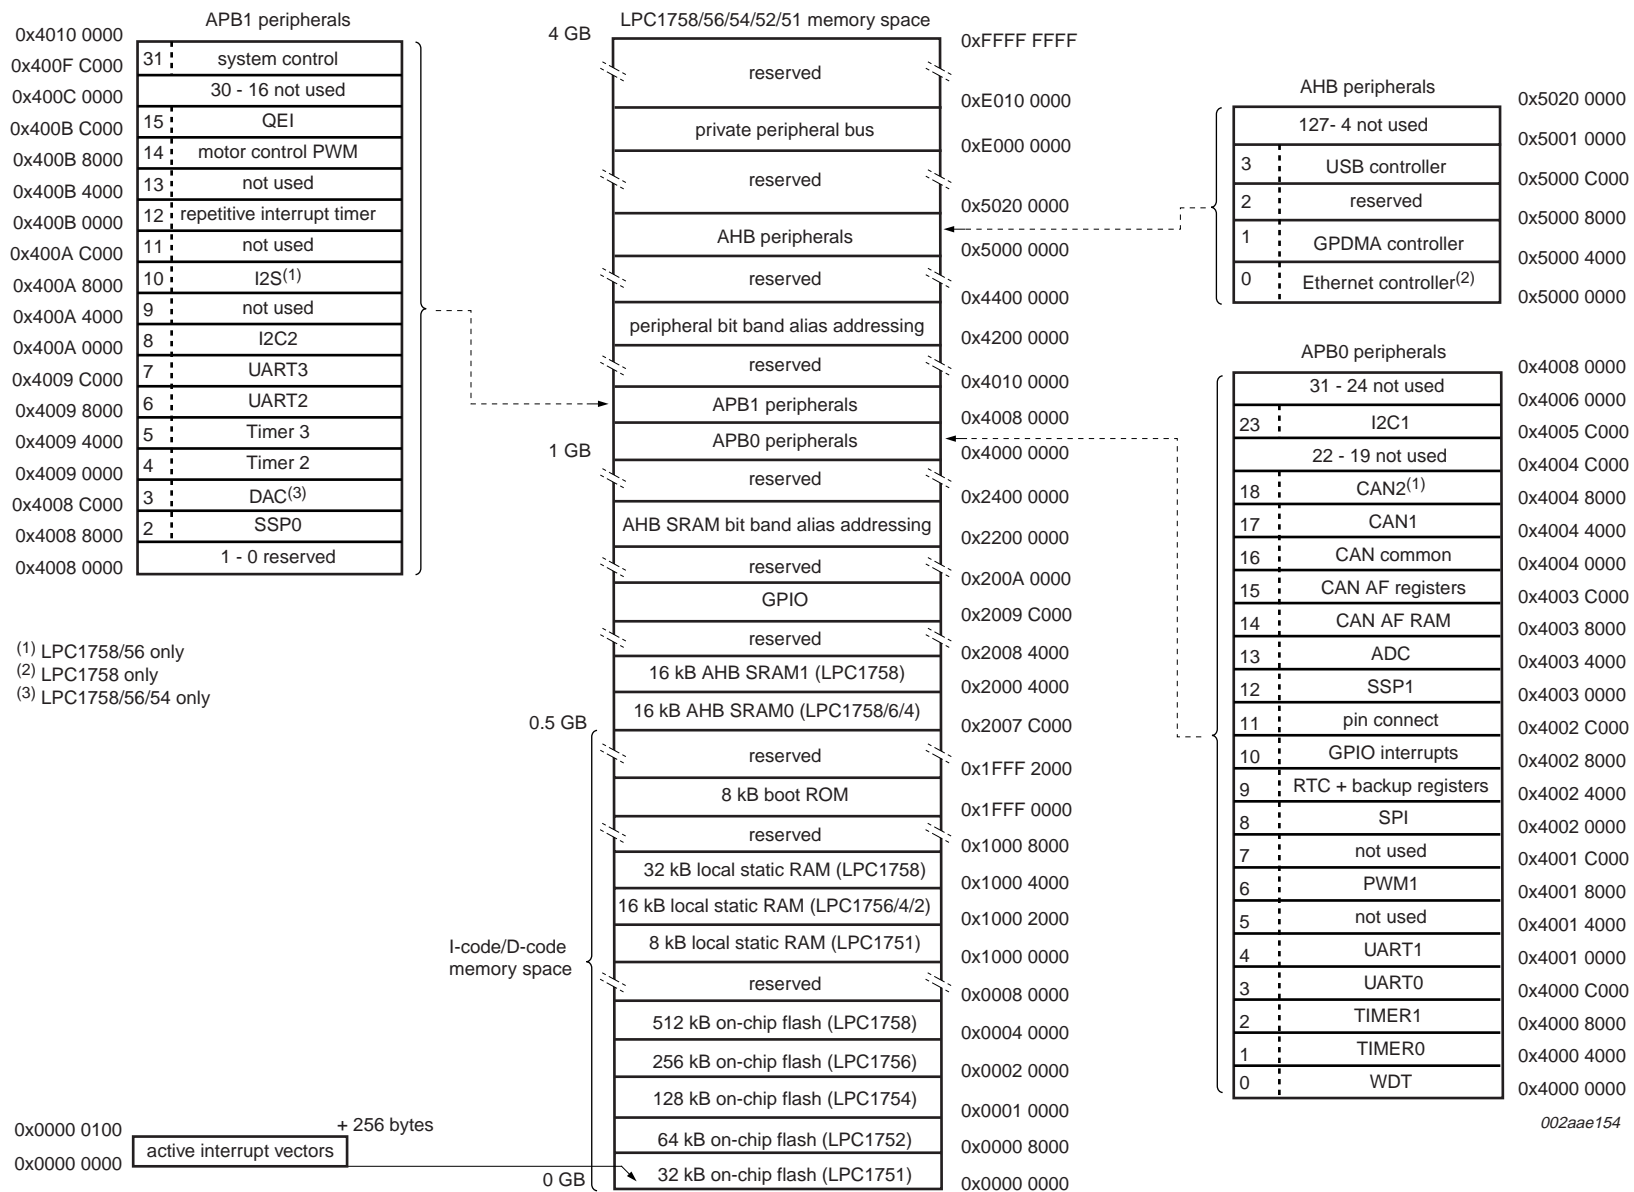 APB1 peripherals
0x4010 0000
31 system control
0x400F C000
30 - 16 not used
0x400C 0000
15 QEI
0x400B C000
14 motor control PWM
0x400B 8000
13 not used
0x400B 4000
12 repetitive interrupt timer
0x400B 0000
11 not used
0x400A C000
10 I2S(1)
0x400A 8000
9 not used
0x400A 4000
8 I2C2
0x400A 0000
7 UART3
0x4009 C000
6 UART2
0x4009 8000
5 Timer 3
0x4009 4000
4 Timer 2
0x4009 0000
3 DAC(3)
0x4008 C000
2 SSP0
0x4008 8000
1 - 0 reserved
0x4008 0000
(1) LPC1758/56 only
(2) LPC1758 only
(3) LPC1758/56/54 only
0x0000 0100
+ 256 bytes
active interrupt vectors
0x0000 0000
LPC1758/56/54/52/51 memory space
4 GB
0xFFFF FFFF
reserved
0xE010 0000
private peripheral bus
0xE000 0000
reserved
0x5020 0000
AHB peripherals
0x5000 0000
reserved
0x4400 0000
peripheral bit band alias addressing
0x4200 0000
reserved
0x4010 0000
APB1 peripherals
0x4008 0000
APB0 peripherals
1 GB
0x4000 0000
reserved
0x2400 0000
AHB SRAM bit band alias addressing
0x2200 0000
reserved
0x200A 0000
GPIO
0x2009 C000
reserved
0x2008 4000
16 kB AHB SRAM1 (LPC1758)
0x2000 4000
16 kB AHB SRAM0 (LPC1758/6/4)
0.5 GB
0x2007 C000
reserved
0x1FFF 2000
8 kB boot ROM
0x1FFF 0000
reserved
0x1000 8000
32 kB local static RAM (LPC1758)
0x1000 4000
16 kB local static RAM (LPC1756/4/2)
0x1000 2000
8 kB local static RAM (LPC1751)
0x1000 0000
I-code/D-code
memory space
reserved
0x0008 0000
512 kB on-chip flash (LPC1758)
0x0004 0000
256 kB on-chip flash (LPC1756)
0x0002 0000
128 kB on-chip flash (LPC1754)
0x0001 0000
64 kB on-chip flash (LPC1752)
0x0000 8000
32 kB on-chip flash (LPC1751)
0 GB
0x0000 0000
AHB peripherals
0x5020 0000
127- 4 not used
0x5001 0000
3 USB controller
0x5000 C000
2 reserved
0x5000 8000
1 GPDMA controller
0x5000 4000
0 Ethernet controller(2)
0x5000 0000
APB0 peripherals
0x4008 0000
31 - 24 not used
0x4006 0000
23 I2C1
0x4005 C000
22 - 19 not used
0x4004 C000
18 CAN2(1)
0x4004 8000
17 CAN1
0x4004 4000
16 CAN common
0x4004 0000
15 CAN AF registers
0x4003 C000
14 CAN AF RAM
0x4003 8000
13 ADC
0x4003 4000
12 SSP1
0x4003 0000
11 pin connect
0x4002 C000
10 GPIO interrupts
0x4002 8000
9 RTC + backup registers
0x4002 4000
8 SPI
0x4002 0000
7 not used
0x4001 C000
6 PWM1
0x4001 8000
5 not used
0x4001 4000
4 UART1
0x4001 0000
3 UART0
0x4000 C000
2 TIMER1
0x4000 8000
1 TIMER0
0x4000 4000
0 WDT
0x4000 0000
002aae154